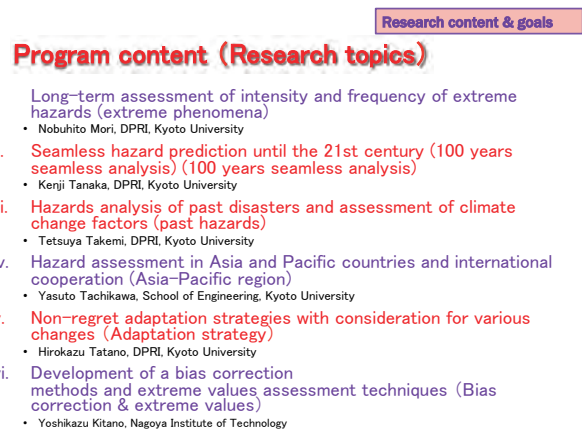 Research content & goals
Program content (Research topics)
Long-term assessment of intensity and frequency of extreme
hazards (extreme phenomena)
• Nobuhito Mori, DPRI, Kyoto University
. Seamless hazard prediction until the 21st century (100 years
seamless analysis) (100 years seamless analysis)
• Kenji Tanaka, DPRI, Kyoto University
i. Hazards analysis of past disasters and assessment of climate
change factors (past hazards)
• Tetsuya Takemi, DPRI, Kyoto University
v. Hazard assessment in Asia and Pacific countries and international
cooperation (Asia-Pacific region)
• Yasuto Tachikawa, School of Engineering, Kyoto University
. Non-regret adaptation strategies with consideration for various
changes (Adaptation strategy)
• Hirokazu Tatano, DPRI, Kyoto University
i. Development of a bias correction
methods and extreme values assessment techniques (Bias
correction & extreme values)
• Yoshikazu Kitano, Nagoya Institute of Technology